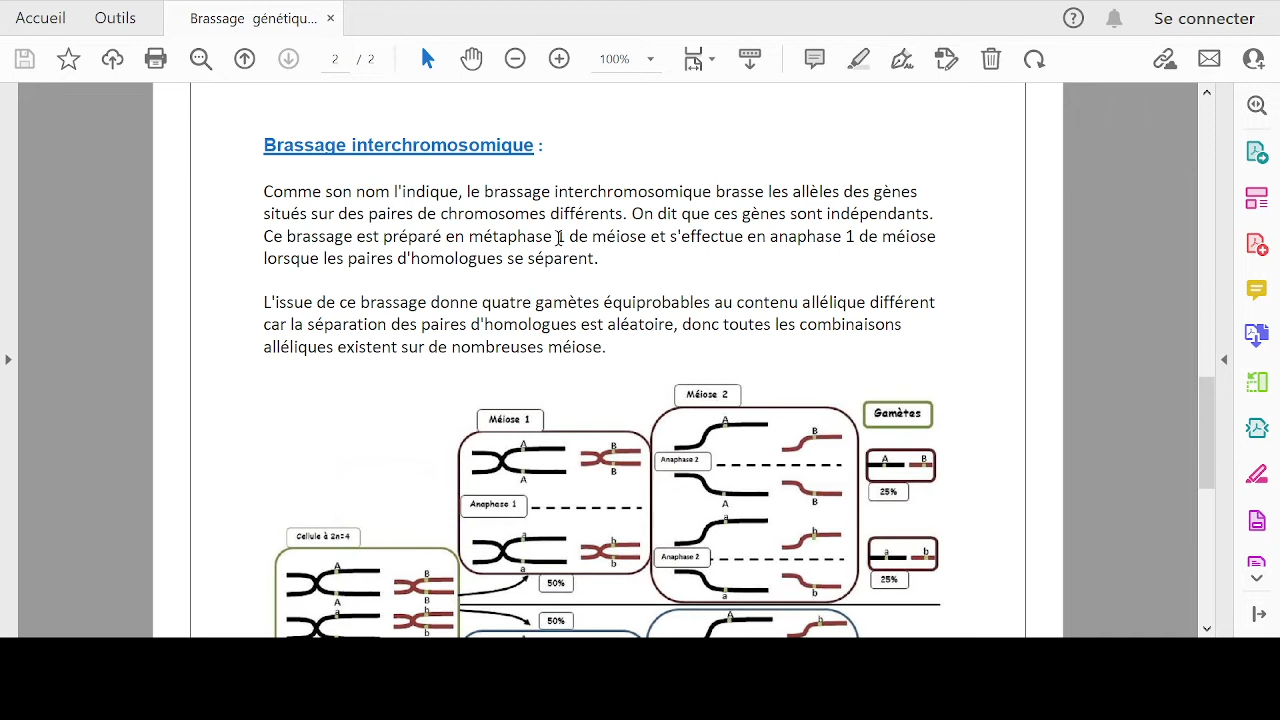 Accueil
Outils
Brassage génétiqu... ×
Se connecter
2 / 2
100%
Brassage interchromosomique :
Comme son nom l'indique, le brassage interchromosomique brasse les allèles des gènes
situés sur des paires de chromosomes différents. On dit que ces gènes sont indépendants.
Ce brassage est préparé en métaphase 1 de méiose et s'effectue en anaphase 1 de méiose
lorsque les paires d'homologues se séparent.
L'issue de ce brassage donne quatre gamètes équiprobables au contenu allélique différent
car la séparation des paires d'homologues est aléatoire, donc toutes les combinaisons
alléliques existent sur de nombreuses méiose.
Méiose 1
A
B
A
B
Anaphase 1
a
b
a
b
50%
Méiose 2
A
B
Anaphase 2
A
B
a
b
Anaphase 2
a
b
Gamètes
A B
25%
a b
25%
Cellule à 2n=4
A
B
A
B
a
b
b
50%
A
b